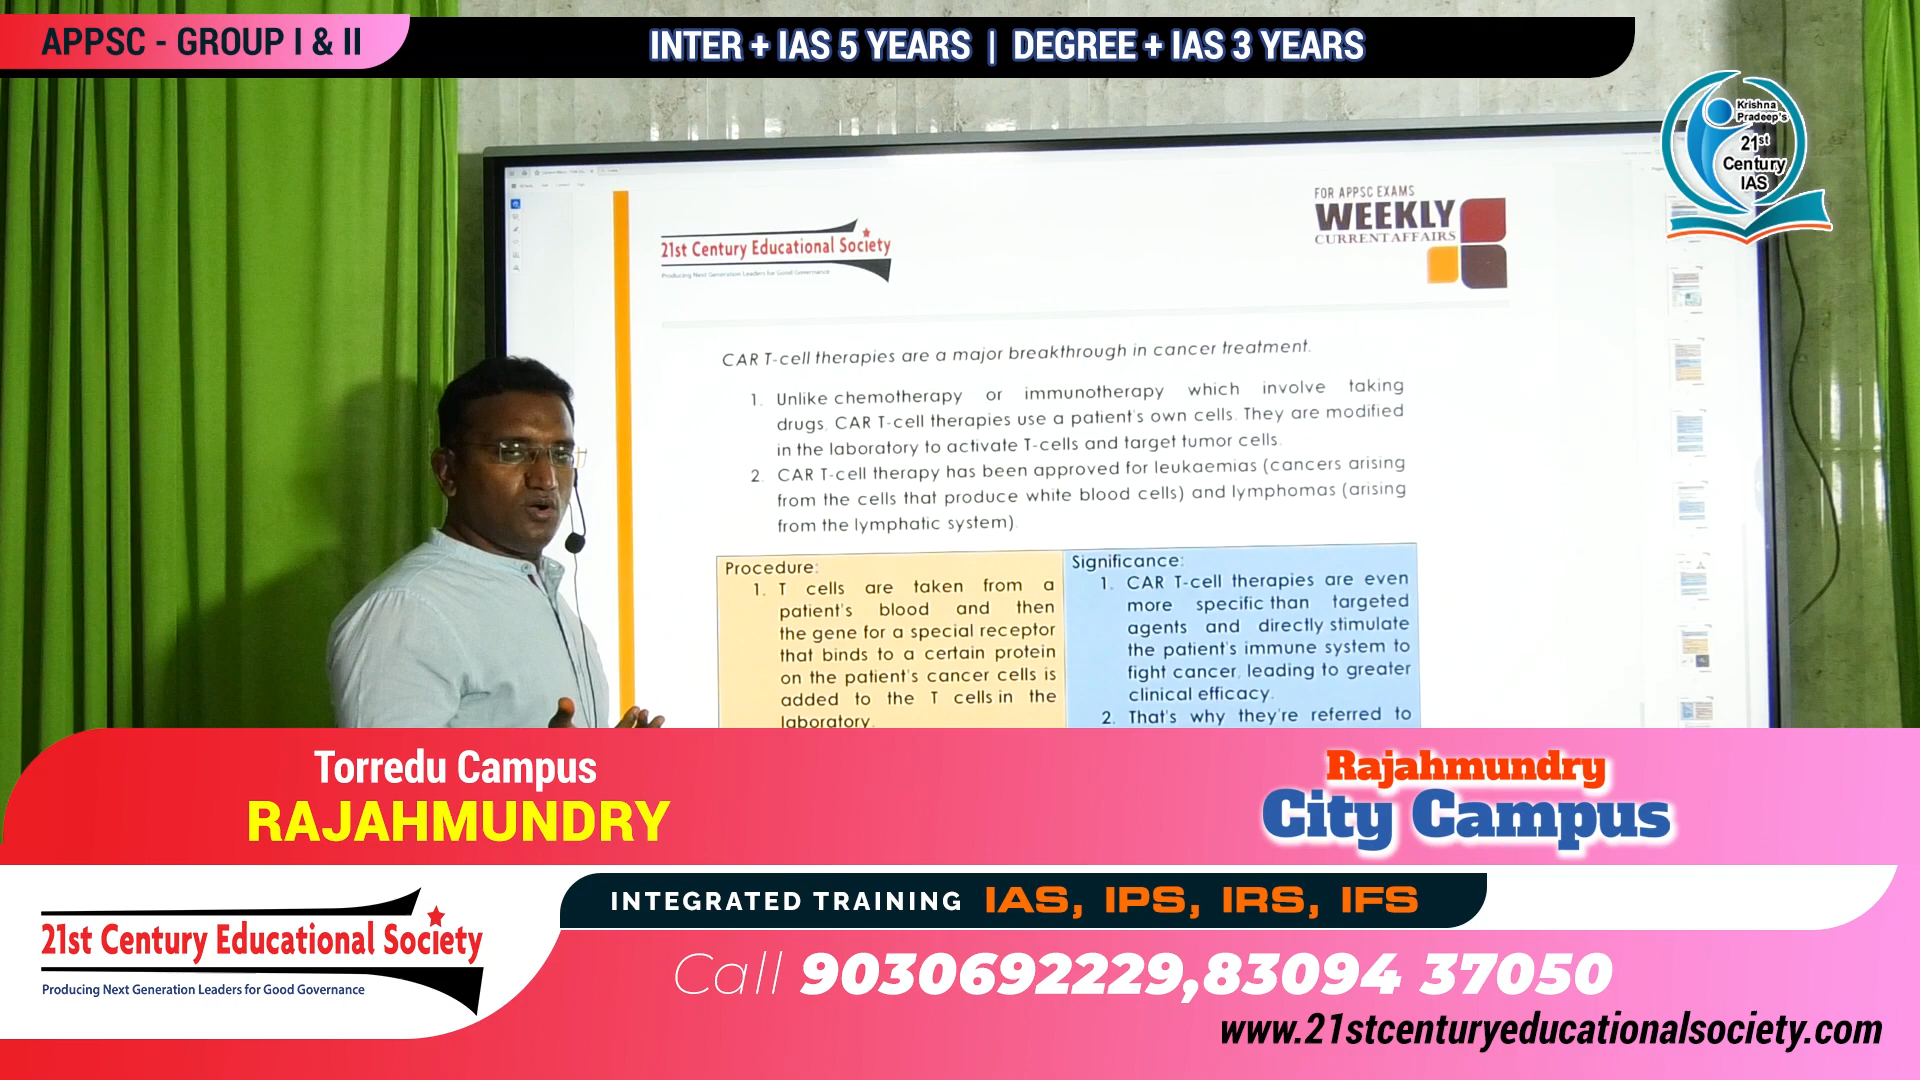 APPSC - GROUP I & II
INTER + IAS 5 YEARS | DEGREE + IAS 3 YEARS
Krishna
Pradeep's
21st
Century
IAS
21st Century Educational Society
Producing Next Generation Leaders for Good Governance
FOR APPSC EXAMS
WEEKLY
CURRENT AFFAIRS
CAR T-cell therapies are a major breakthrough in cancer treatment.
1. Unlike chemotherapy or immunotherapy which involve taking
drugs, CAR T-cell therapies use a patient's own cells. They are modified
in the laboratory to activate T-cells and target tumor cells.
2. CAR T-cell therapy has been approved for leukaemias (cancers arising
from the cells that produce white blood cells) and lymphomas (arising
from the lymphatic system).
Procedure:
1. T cells are taken from a
patient's blood and then
the gene for a special receptor
that binds to a certain protein
on the patient's cancer cells is
added to the T cells in the
laboratory.
Significance:
1. CAR T-cell therapies are even
more specific than targeted
agents and directly stimulate
the patient's immune system to
fight cancer, leading to greater
clinical efficacy.
2. That's why they're referred to
Torredu Campus
RAJAHMUNDRY
Rajahmundry
City Campus
21st Century Educational Society
Producing Next Generation Leaders for Good Governance
INTEGRATED TRAINING IAS, IPS, IRS, IFS
Call 9030692229,83094 37050
www.21stcenturyeducationalsociety.com